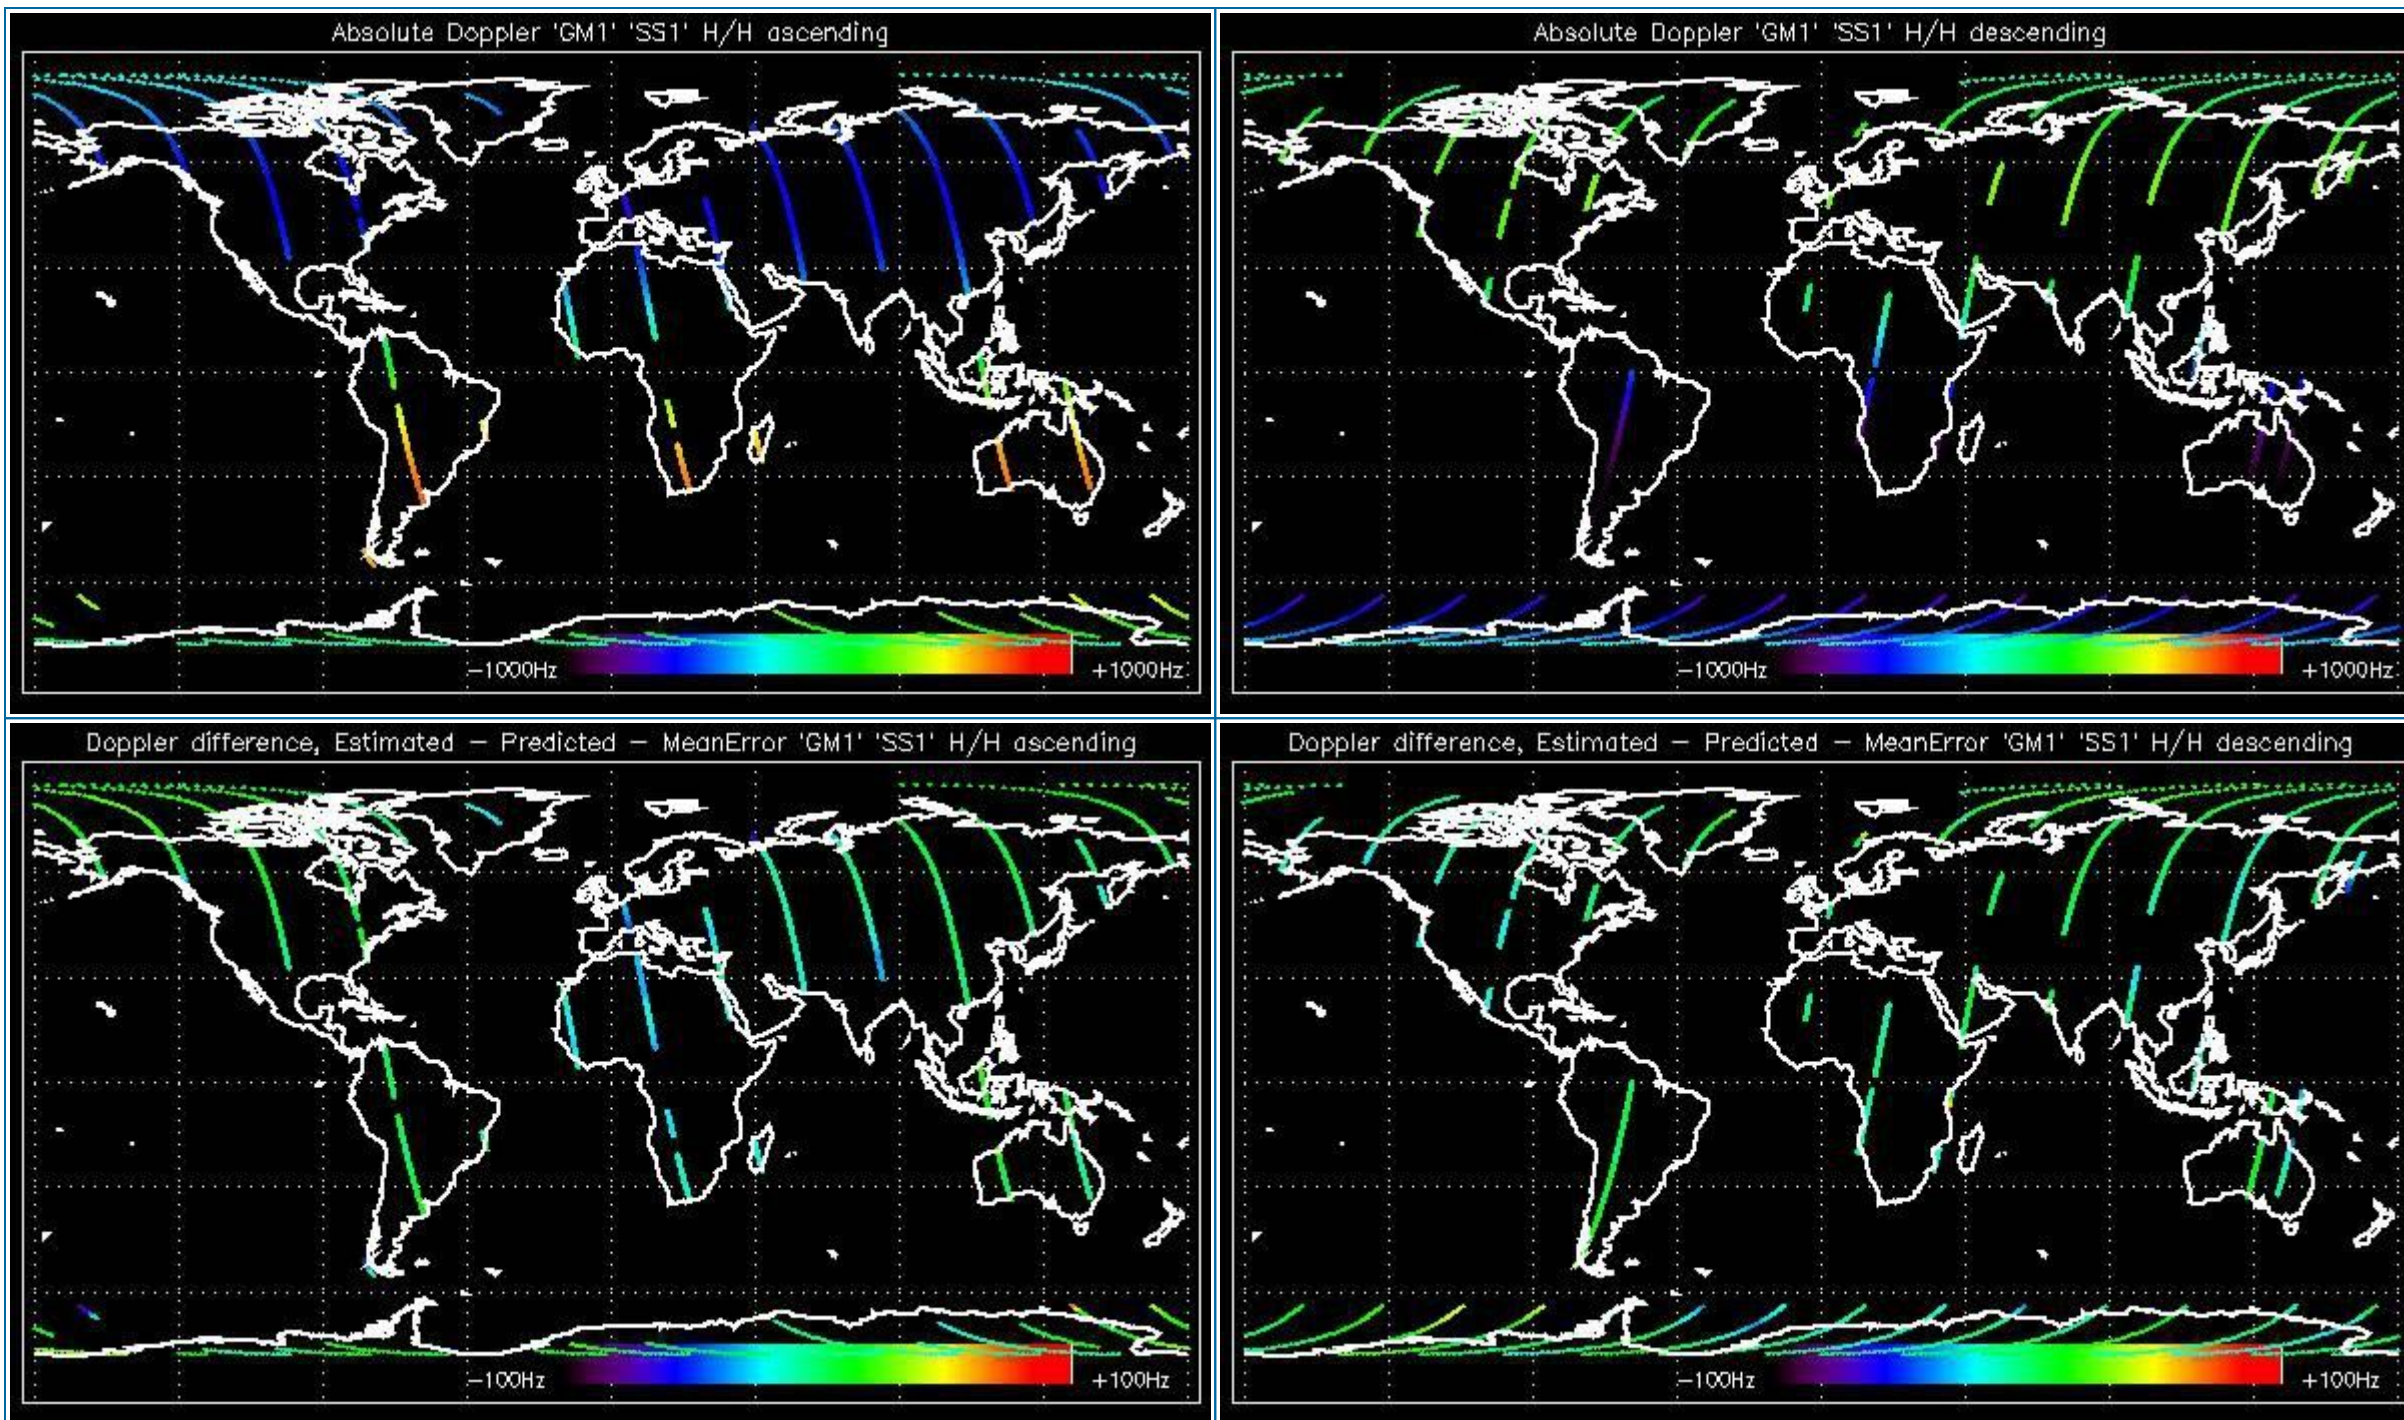 Absolute Doppler 'GM1' 'SS1' H/H ascending
-1000Hz
+1000Hz
Absolute Doppler 'GM1' 'SS1' H/H descending
-1000Hz
+1000Hz
Doppler difference, Estimated - Predicted - MeanError 'GM1' 'SS1' H/H ascending
-100Hz
+100Hz
Doppler difference, Estimated - Predicted - MeanError 'GM1' 'SS1' H/H descending
-100Hz
+100Hz